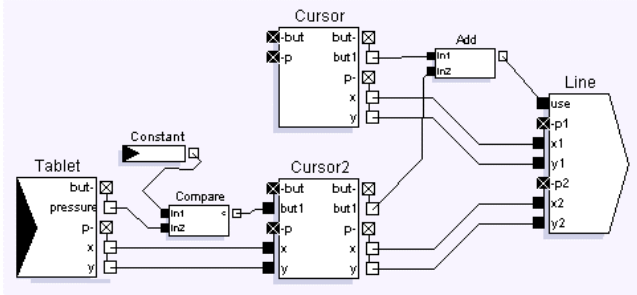 Cursor
-but but-
-p but1
p-
x
y
Add
in1
in2
Line
use
-p1
x1
y1
-p2
x2
y2
Constant
Tablet
but-
pressure
p-
x
y
Compare
in1 <
in2
Cursor2
-but but-
but1 but1
-p p-
x x
y y